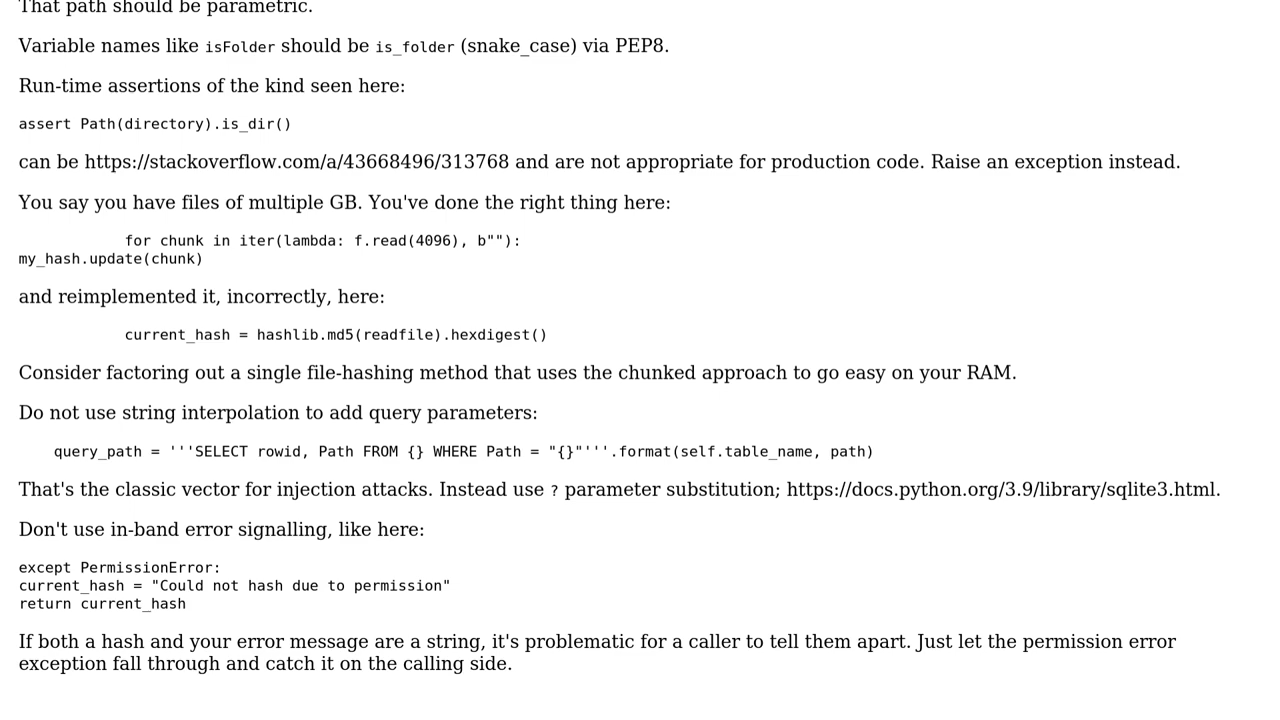 That path should be parametric.
Variable names like isFolder should be is_folder (snake_case) via PEP8.
Run-time assertions of the kind seen here:
assert Path(directory).is_dir()
can be https://stackoverflow.com/a/43668496/313768 and are not appropriate for production code. Raise an exception instead.
You say you have files of multiple GB. You've done the right thing here:
            for chunk in iter(lambda: f.read(4096), b""):
my_hash.update(chunk)
and reimplemented it, incorrectly, here:
            current_hash = hashlib.md5(readfile).hexdigest()
Consider factoring out a single file-hashing method that uses the chunked approach to go easy on your RAM.
Do not use string interpolation to add query parameters:
    query_path = '''SELECT rowid, Path FROM {} WHERE Path = "{}"'''.format(self.table_name, path)
That's the classic vector for injection attacks. Instead use ? parameter substitution; https://docs.python.org/3.9/library/sqlite3.html.
Don't use in-band error signalling, like here:
except PermissionError:
current_hash = "Could not hash due to permission"
return current_hash
If both a hash and your error message are a string, it's problematic for a caller to tell them apart. Just let the permission error
exception fall through and catch it on the calling side.